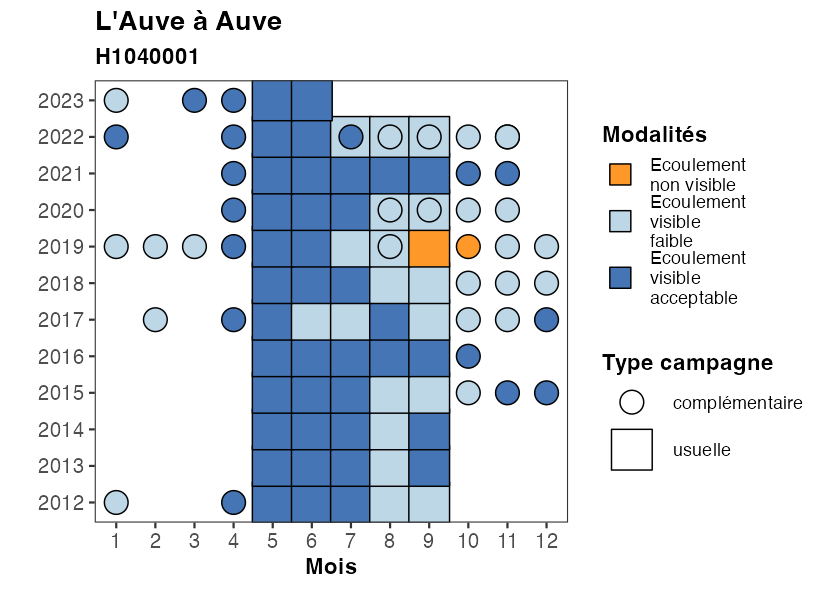 L'Auve à Auve
H1040001
2023
2022
2021
2020
2019
2018
2017
2016
2015
2014
2013
2012
1 2 3 4 5 6 7 8 9 10 11 12
Mois
Modalités
Ecoulement
non visible
Ecoulement
visible
faible
Ecoulement
visible
acceptable
Type campagne
complémentaire
usuelle